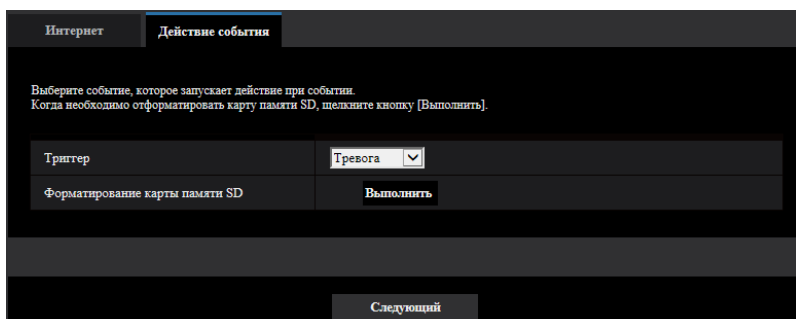 Интернет Действие события
Выберите событие, которое запускает действие при событии.
Когда необходимо отформатировать карту памяти SD, щелкните кнопку [Выполнить].
Триггер Тревога
Форматирование карты памяти SD Выполнить
Следующий